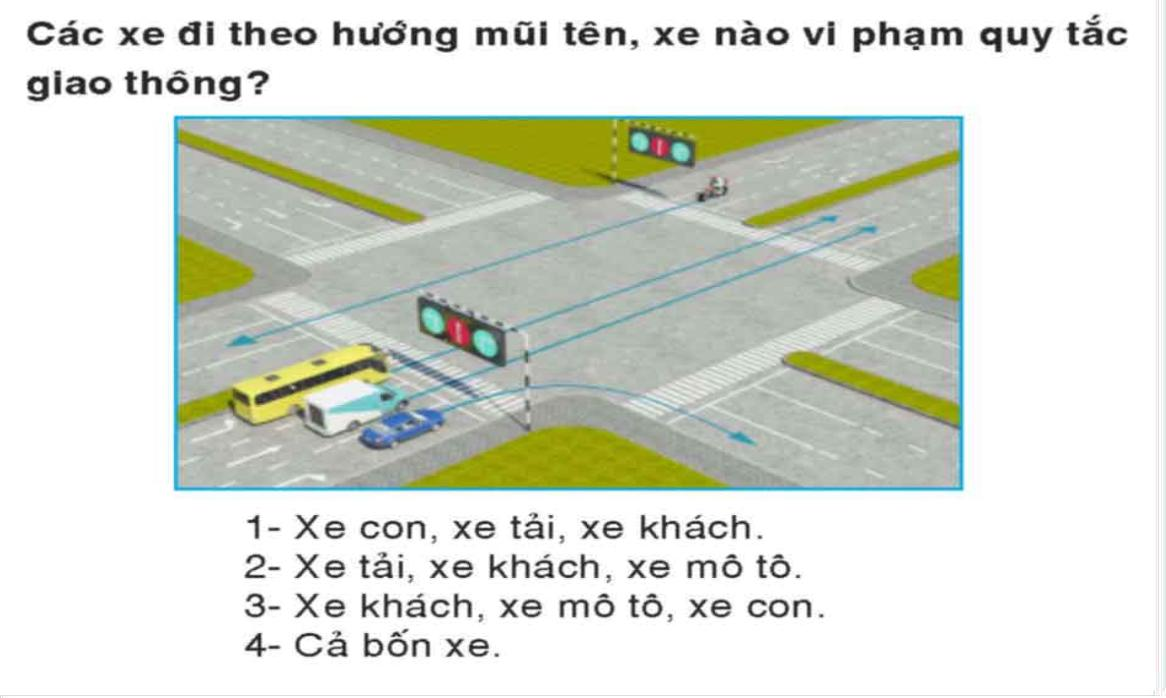 Các xe đi theo hướng mũi tên, xe nào vi phạm quy tắc
giao thông?
1- Xe con, xe tải, xe khách.
2- Xe tải, xe khách, xe mô tô.
3- Xe khách, xe mô tô, xe con.
4- Cả bốn xe.